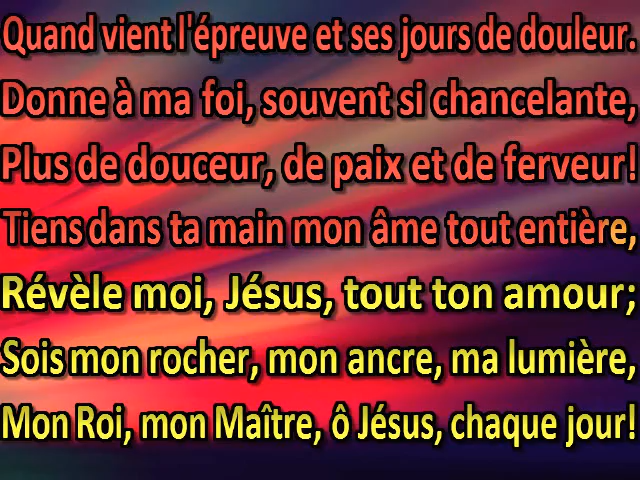 Quand vient l'épreuve et ses jours de douleur.
Donne à ma foi, souvent si chancelante,
Plus de douceur, de paix et de ferveur!
Tiens dans ta main mon âme tout entière,
Révèle moi, Jésus, tout ton amour;
Sois mon rocher, mon ancre, ma lumière,
Mon Roi, mon Maître, ô Jésus, chaque jour!